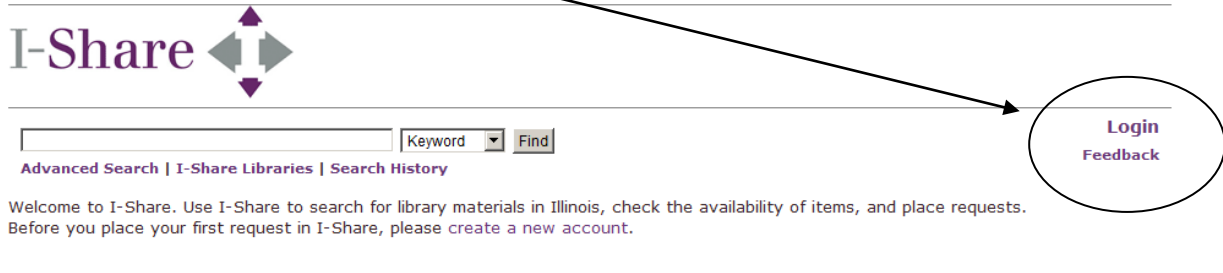 I-Share
Keyword Find
Login
Advanced Search | I-Share Libraries | Search History
Feedback
Welcome to I-Share. Use I-Share to search for library materials in Illinois, check the availability of items, and place requests.
Before you place your first request in I-Share, please create a new account.